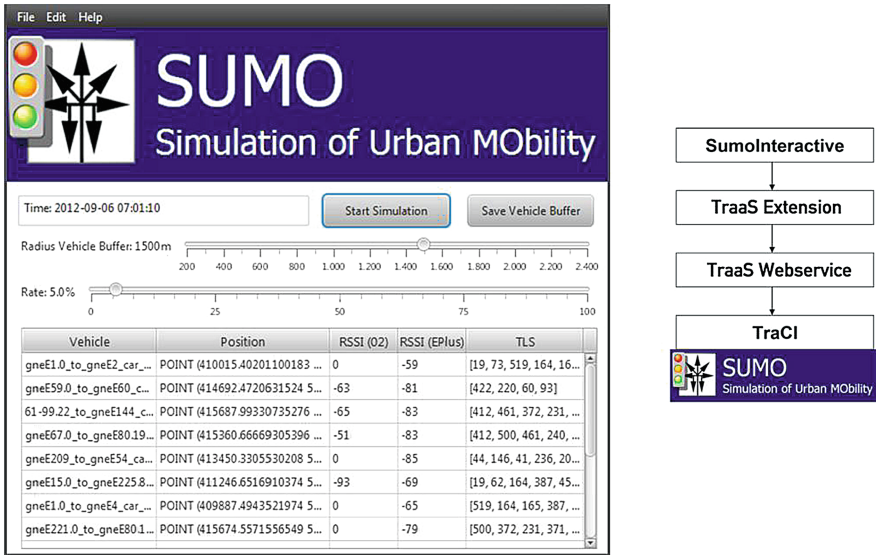 File Edit Help
SUMO
Simulation of Urban MObility
Time: 2012-09-06 07:01:10
Start Simulation
Save Vehicle Buffer
Radius Vehicle Buffer: 1500 m
200 400 600 800 1.000 1.200 1.400 1.600 1.800 2.000 2.200 2.400
Rate: 5.0%
0 25 50 75 100
Vehicle Position RSSI (02) RSSI (EPlus) TLS
gneE1.0_to_gneE2_car_... POINT (410015.40201100183 ... 0 -59 [19, 73, 519, 164, 16...
gneE59.0_to_gneE60_c... POINT (414692.4720631524 5... -63 -81 [422, 220, 60, 93]
61-99.22_to_gneE144_c... POINT (415687.99330735276 ... -65 -83 [412, 461, 372, 231, ...
gneE67.0_to_gneE80.19... POINT (415360.66669305396 ... -51 -83 [412, 500, 461, 240, ...
gneE209_to_gneE54_ca... POINT (413450.3305530208 5... 0 -85 [44, 146, 41, 236, 20...
gneE15.0_to_gneE225.8... POINT (411246.6516910374 5... -93 -69 [19, 62, 164, 387, 45...
gneE1.0_to_gneE4_car_... POINT (409887.4943521974 5... 0 -65 [519, 164, 165, 387, ...
gneE221.0_to_gneE80.1... POINT (415674.5571556549 5... 0 -79 [500, 372, 231, 371, ...
SumoInteractive
TraaS Extension
TraaS Webservice
TraCI
SUMO
Simulation of Urban MObility